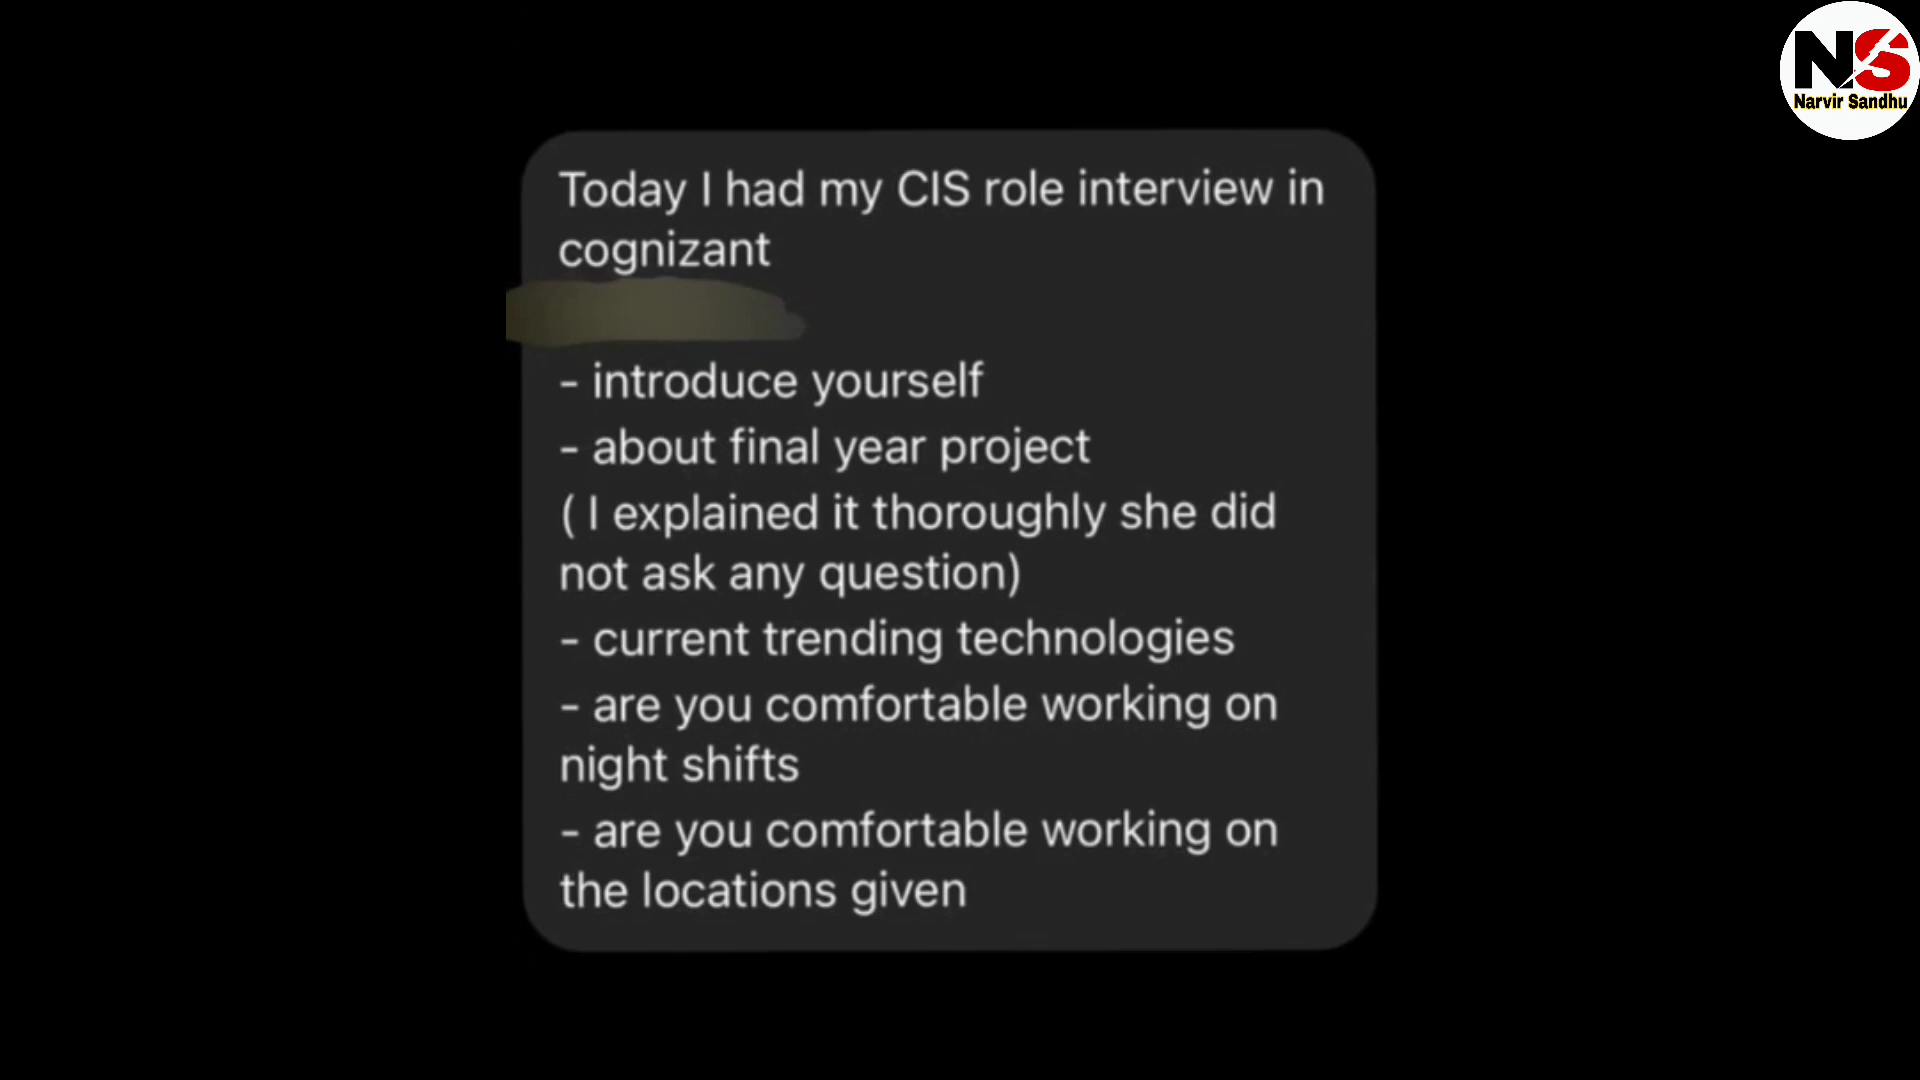 NS
Narvir Sandhu
Today I had my CIS role interview in
cognizant
- introduce yourself
- about final year project
( I explained it thoroughly she did
not ask any question)
- current trending technologies
- are you comfortable working on
night shifts
- are you comfortable working on
the locations given